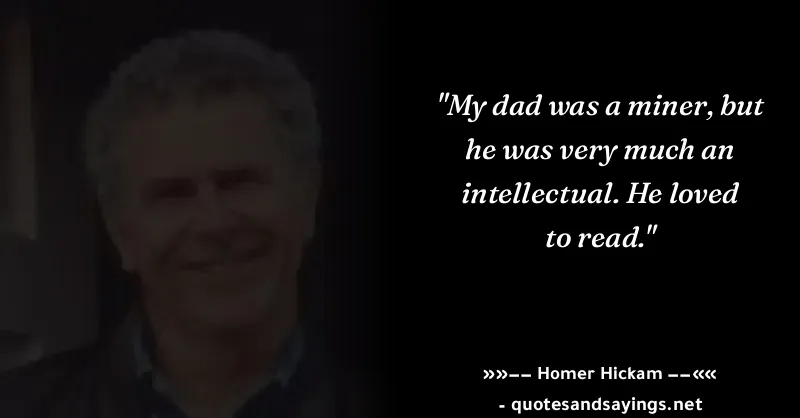 "My dad was a miner, but
he was very much an
intellectual. He loved
to read."
»»–– Homer Hickam ––««
- quotesandsayings.net